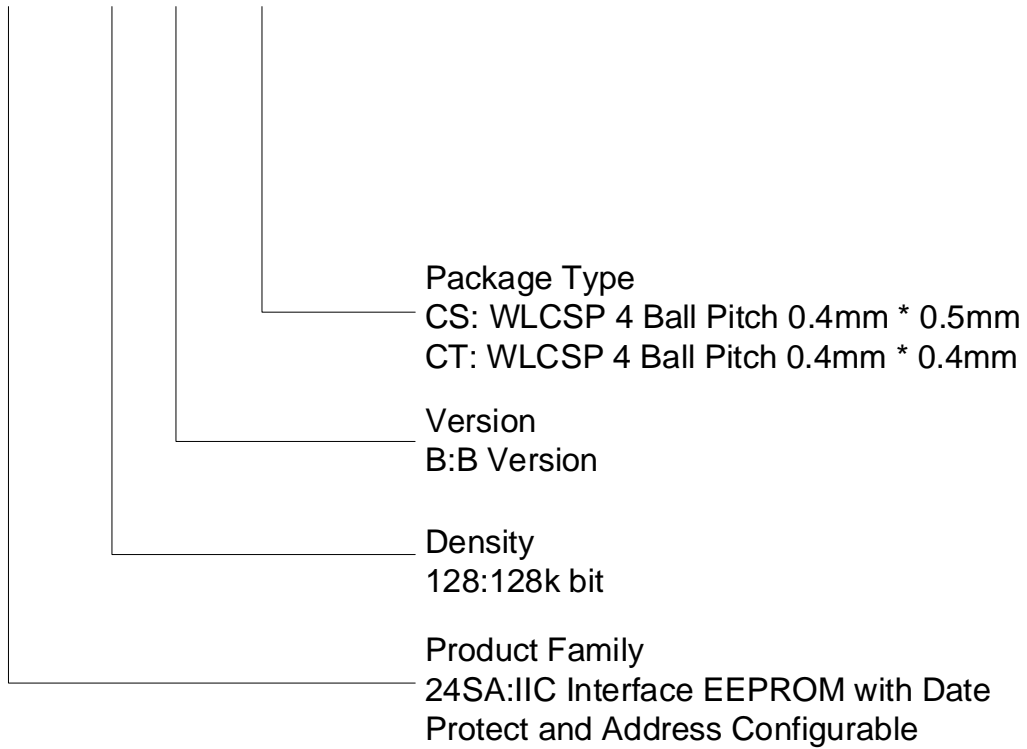 Package Type
CS: WLCSP 4 Ball Pitch 0.4mm * 0.5mm
CT: WLCSP 4 Ball Pitch 0.4mm * 0.4mm
Version
B:B Version
Density
128:128k bit
Product Family
24SA:IIC Interface EEPROM with Date
Protect and Address Configurable